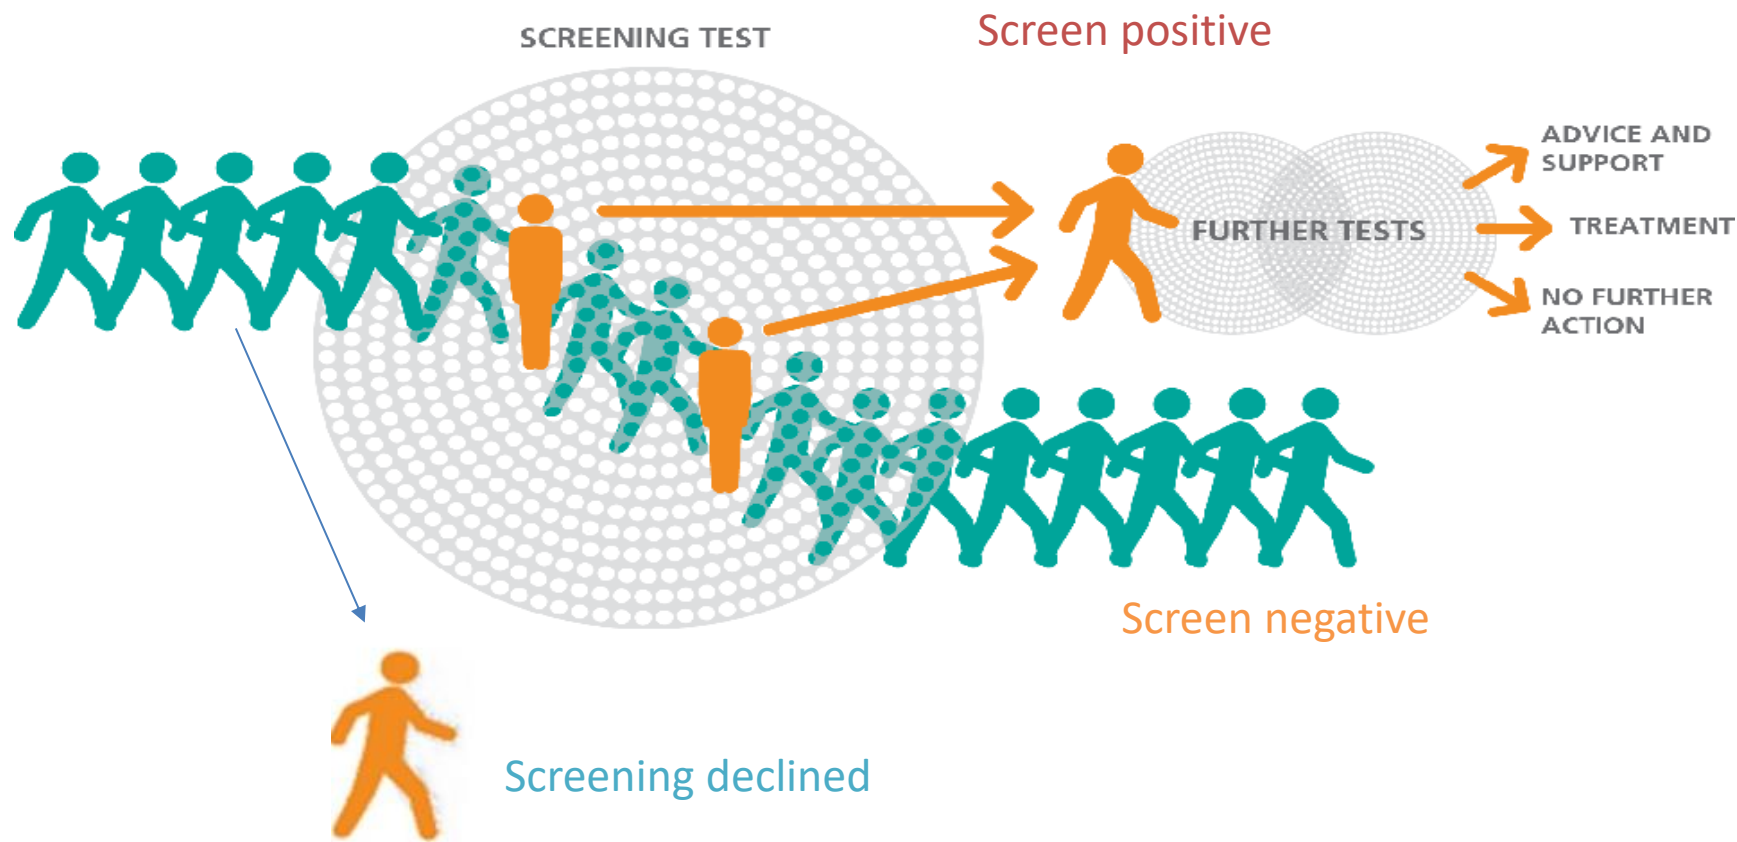 SCREENING TEST
Screen positive
ADVICE AND
SUPPORT
FURTHER TESTS
TREATMENT
NO FURTHER
ACTION
Screen negative
Screening declined